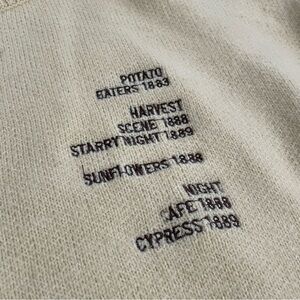 POTATO
EATERS 1883
HARVEST
SCENE 1888
STARRY NIGHT 1889
SUNFLOWERS 1888
NIGHT
CAFE 1888
CYPRESS 1889